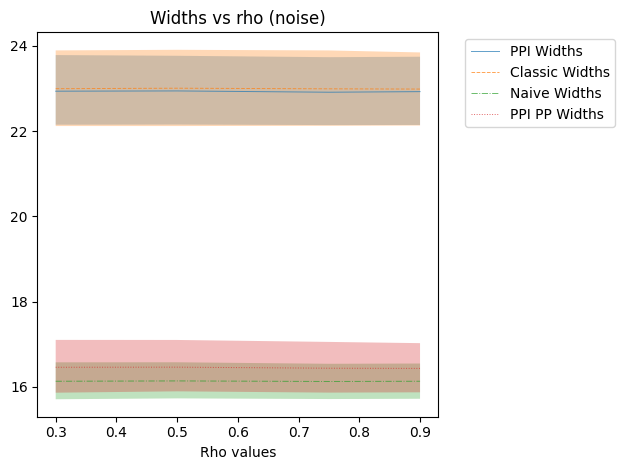 Widths vs rho (noise)
24
22
20
18
16
0.3 0.4 0.5 0.6 0.7 0.8 0.9
Rho values
PPI Widths
Classic Widths
Naive Widths
PPI PP Widths